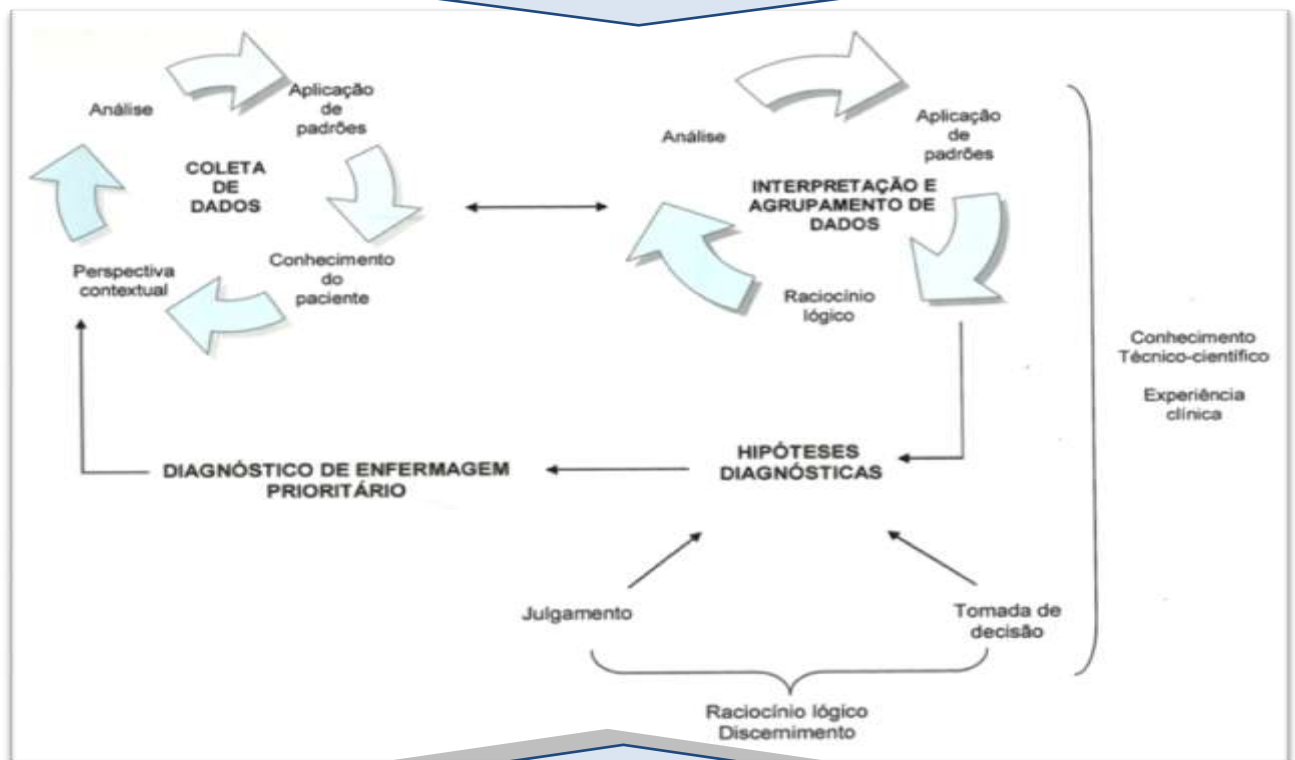 Análise
Aplicação
de
padrões
COLETA
DE
DADOS
Perspectiva
contextual
Conhecimento
do
paciente
Análise
Aplicação
de
padrões
INTERPRETAÇÃO E
AGRUPAMENTO DE
DADOS
Raciocínio
lógico
Conhecimento
Técnico-científico
Experiência
clínica
DIAGNÓSTICO DE ENFERMAGEM
PRIORITÁRIO
HIPÓTESES
DIAGNÓSTICAS
Julgamento
Tomada de
decisão
Raciocínio lógico
Discernimento